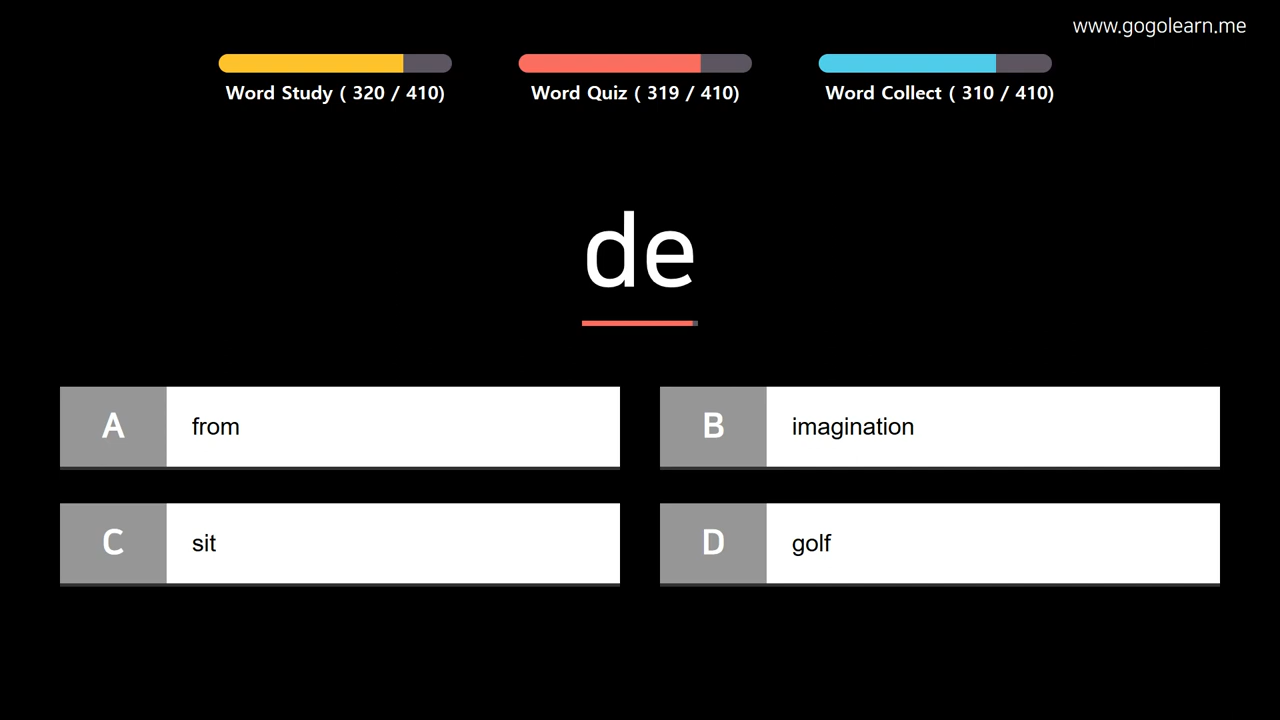 www.gogolearn.me
Word Study ( 320 / 410)
Word Quiz ( 319 / 410)
Word Collect ( 310 / 410)
de
A from
B imagination
C sit
D golf